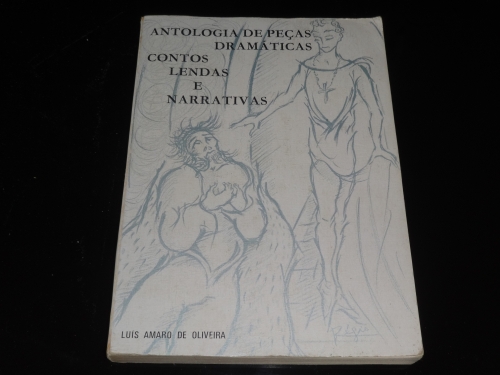 ANTOLOGIA DE PEÇAS
DRAMÁTICAS
CONTOS
LENDAS
E
NARRATIVAS
LUIS AMARO DE OLIVEIRA